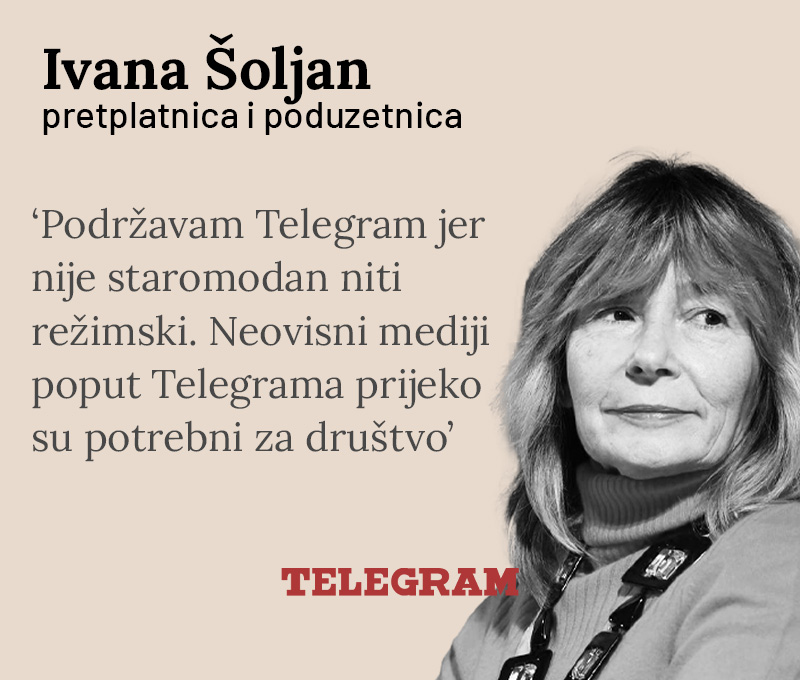 Ivana Šoljan
pretplatnica i poduzetnica
‘Podržavam Telegram jer
nije staromodan niti
režimski. Neovisni mediji
poput Telegrama prijeko
su potrebni za društvo’
TELEGRAM